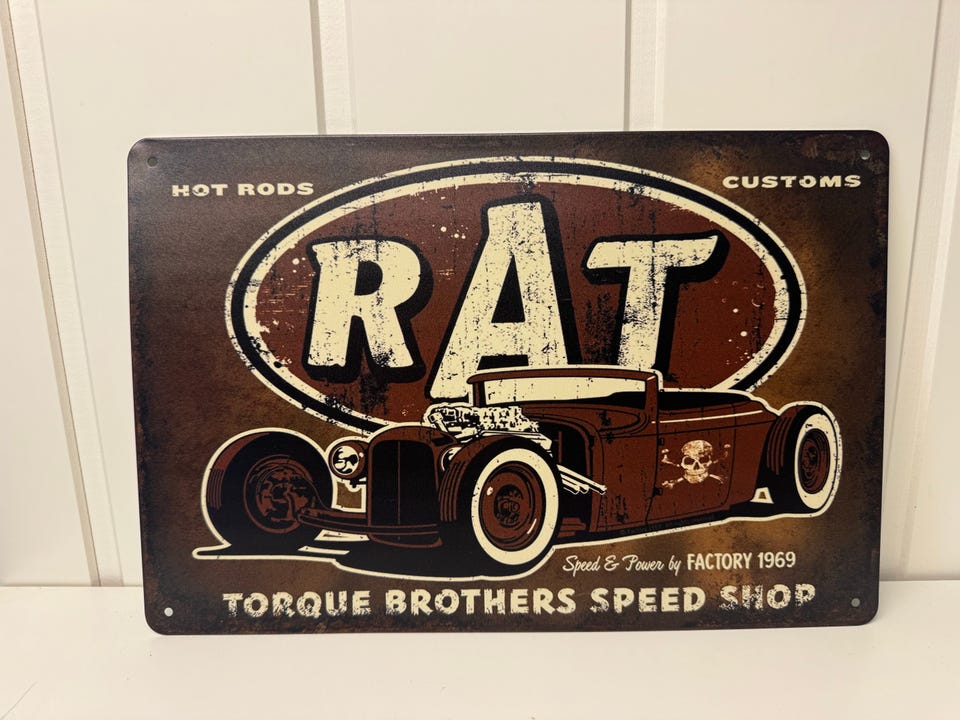 HOT RODS
CUSTOMS
RAT
Speed & Power by FACTORY 1969
TORQUE BROTHERS SPEED SHOP